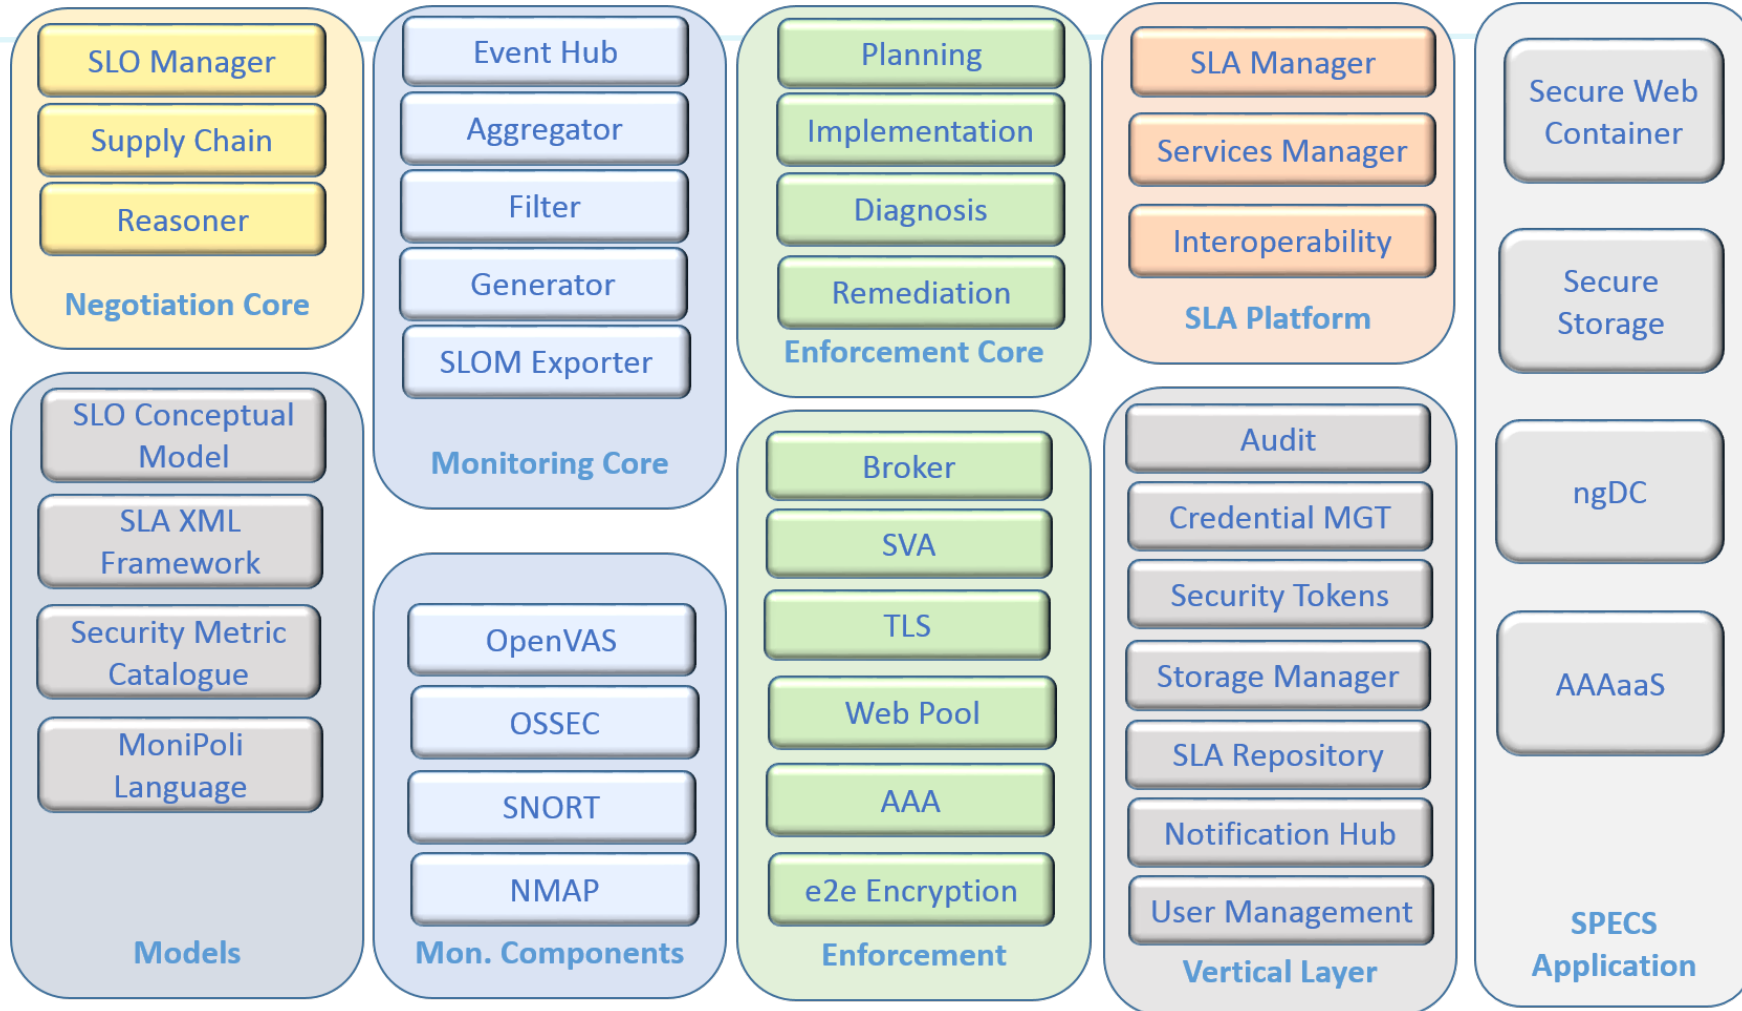 SLO Manager
Supply Chain
Reasoner
Negotiation Core
SLO Conceptual
Model
SLA XML
Framework
Security Metric
Catalogue
MoniPoli
Language
Models
Event Hub
Aggregator
Filter
Generator
SLOM Exporter
Monitoring Core
OpenVAS
OSSEC
SNORT
NMAP
Mon. Components
Planning
Implementation
Diagnosis
Remediation
Enforcement Core
Broker
SVA
TLS
Web Pool
AAA
e2e Encryption
Enforcement
SLA Manager
Services Manager
Interoperability
SLA Platform
Audit
Credential MGT
Security Tokens
Storage Manager
SLA Repository
Notification Hub
User Management
Vertical Layer
Secure Web
Container
Secure
Storage
ngDC
AAAaaS
SPECS
Application